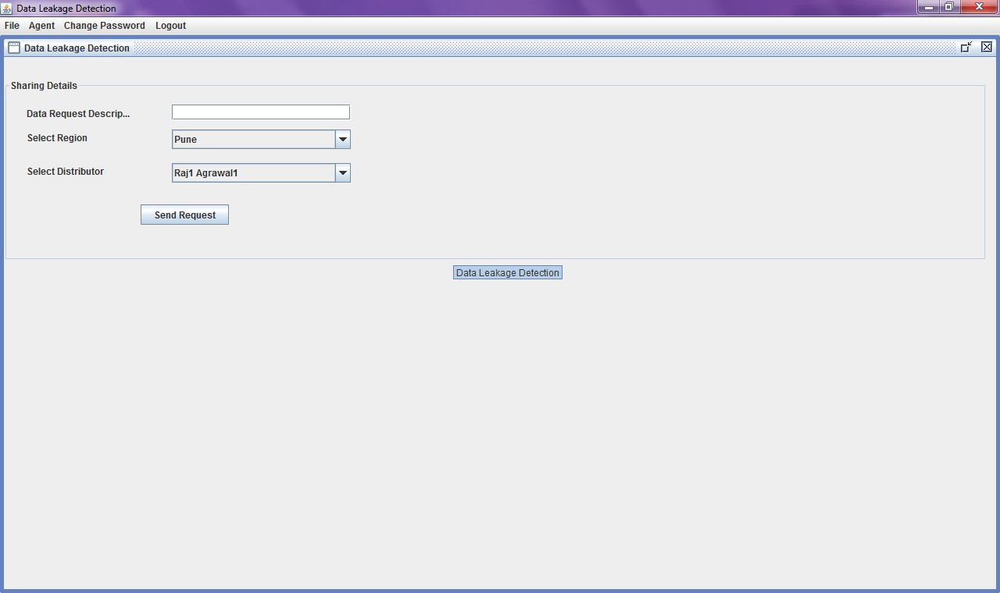 Data Leakage Detection
File Agent Change Password Logout
Data Leakage Detection
Sharing Details
Data Request Descrip...
Select Region Pune
Select Distributor Raj1 Agrawal1
Send Request
Data Leakage Detection